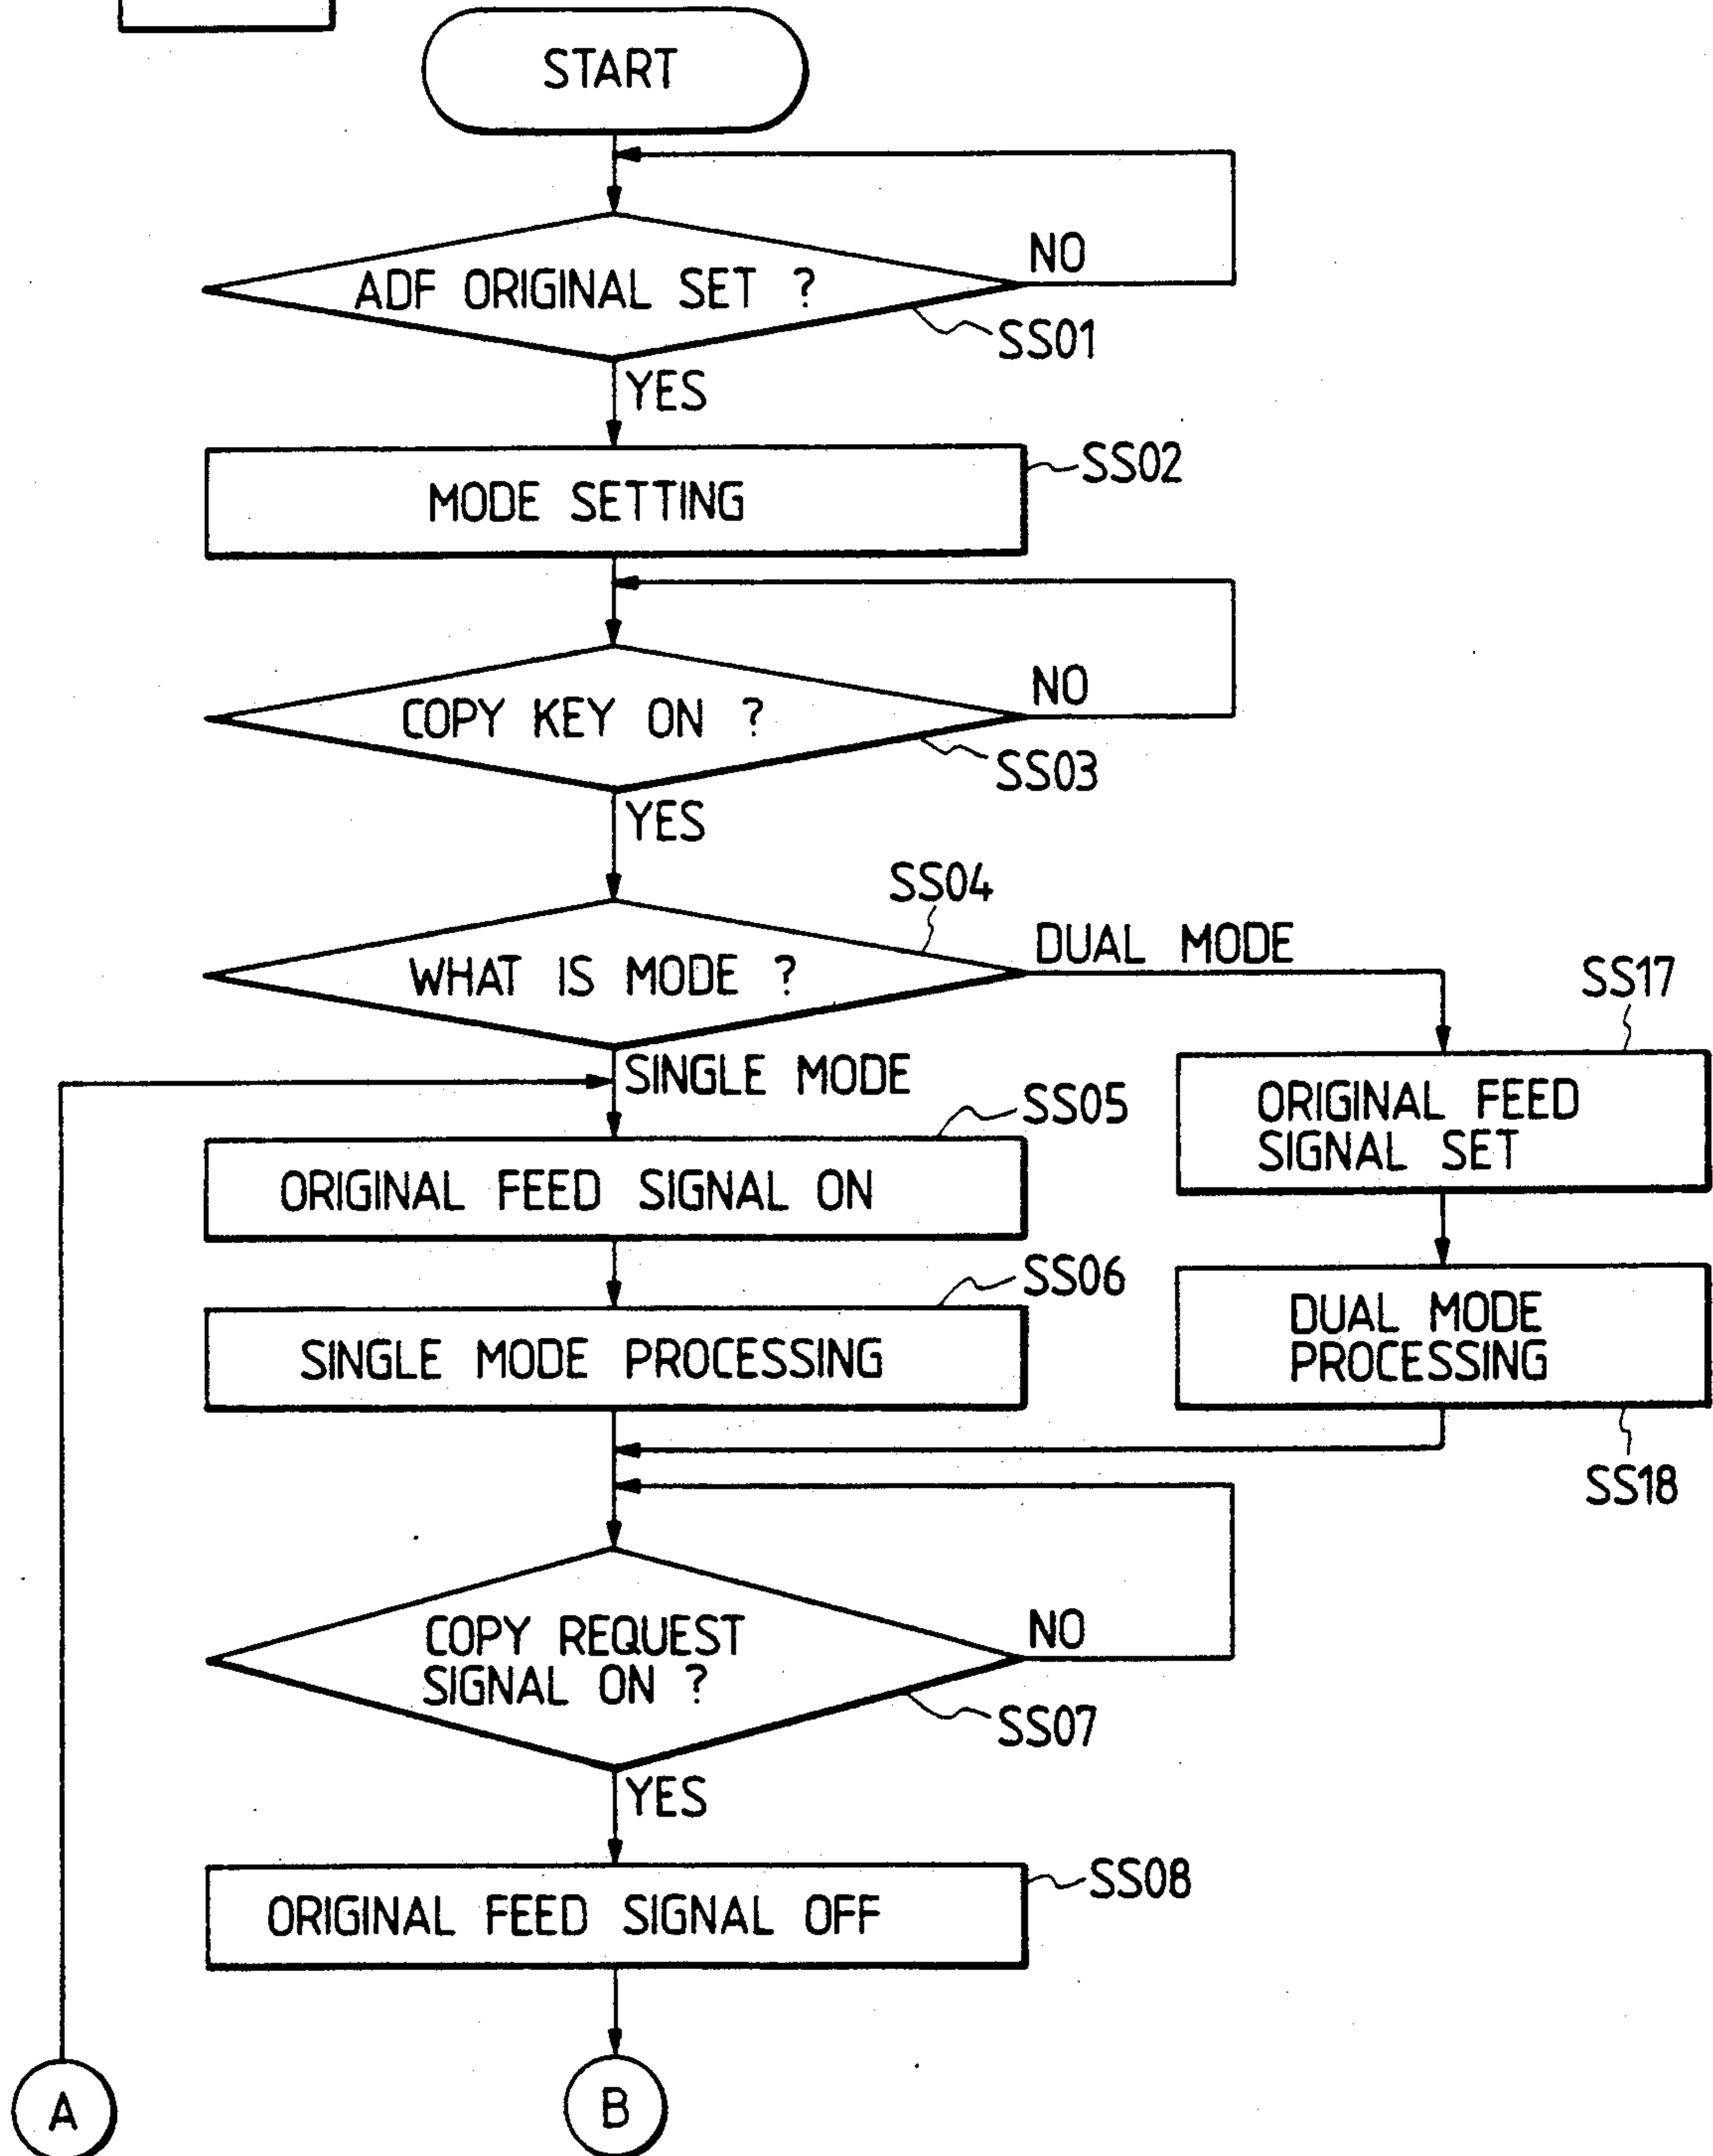 START
NO
ADF ORIGINAL SET ?
SS01
YES
SS02
MODE SETTING
NO
COPY KEY ON ?
SS03
YES
SS04
DUAL MODE
WHAT IS MODE ?
SS17
SINGLE MODE
SS05
ORIGINAL FEED
SIGNAL SET
ORIGINAL FEED SIGNAL ON
SS06
DUAL MODE
PROCESSING
SINGLE MODE PROCESSING
SS18
NO
COPY REQUEST
SIGNAL ON ?
SS07
YES
SS08
ORIGINAL FEED SIGNAL OFF
A
B